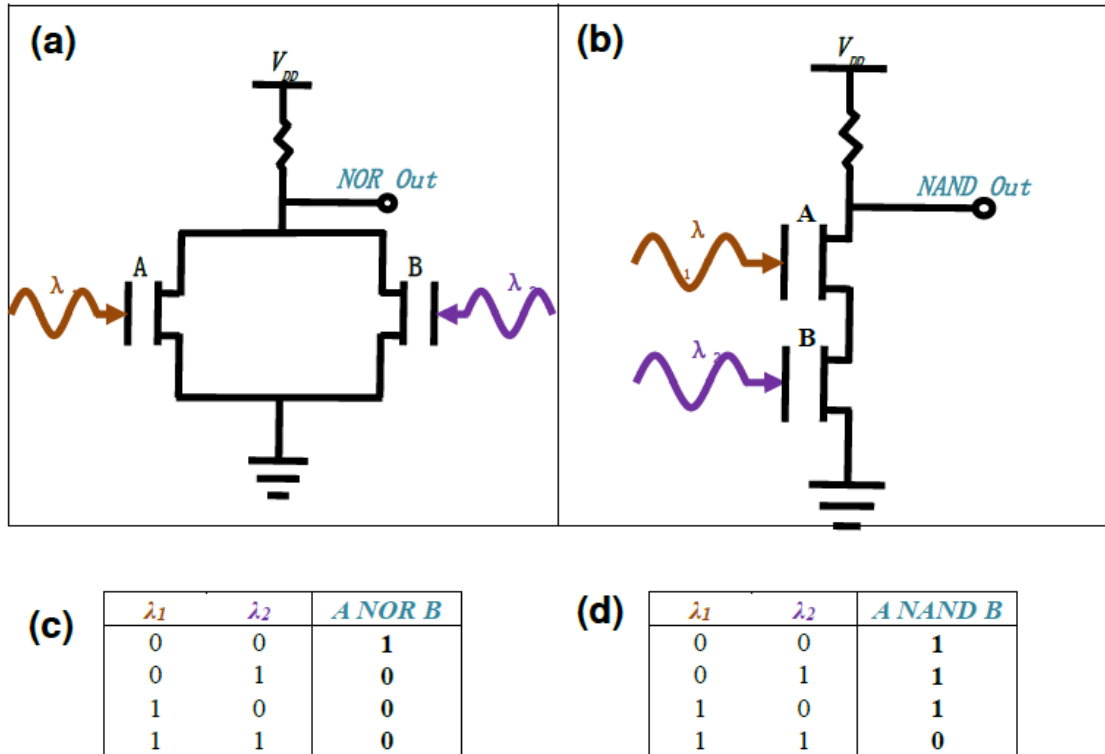 (a)
V_DD
NOR Out
A
B
λ
λ
(b)
V_DD
NAND Out
A
λ
1
B
λ
(c)
λ1 λ2 A NOR B
0 0 1
0 1 0
1 0 0
1 1 0
(d)
λ1 λ2 A NAND B
0 0 1
0 1 1
1 0 1
1 1 0